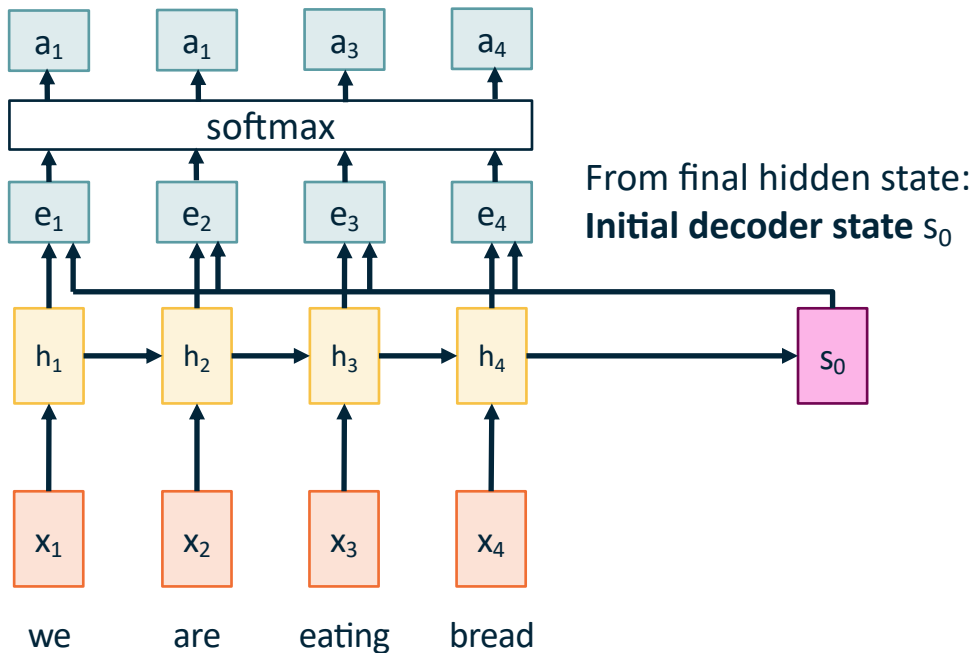 a₁ a₁ a₃ a₄
softmax
e₁ e₂ e₃ e₄
From final hidden state:
Initial decoder state s₀
h₁ h₂ h₃ h₄ s₀
x₁ x₂ x₃ x₄
we are eating bread